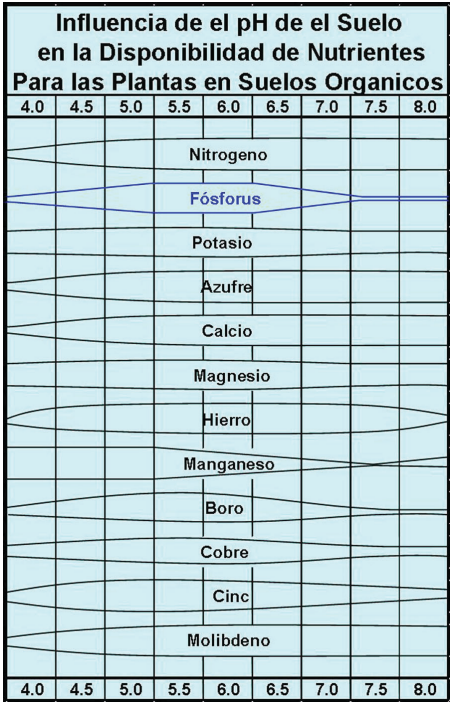 Influencia de el pH de el Suelo
en la Disponibilidad de Nutrientes
Para las Plantas en Suelos Organicos
4.0 4.5 5.0 5.5 6.0 6.5 7.0 7.5 8.0
Nitrogeno
Fósforus
Potasio
Azufre
Calcio
Magnesio
Hierro
Manganeso
Boro
Cobre
Cinc
Molibdeno
4.0 4.5 5.0 5.5 6.0 6.5 7.0 7.5 8.0